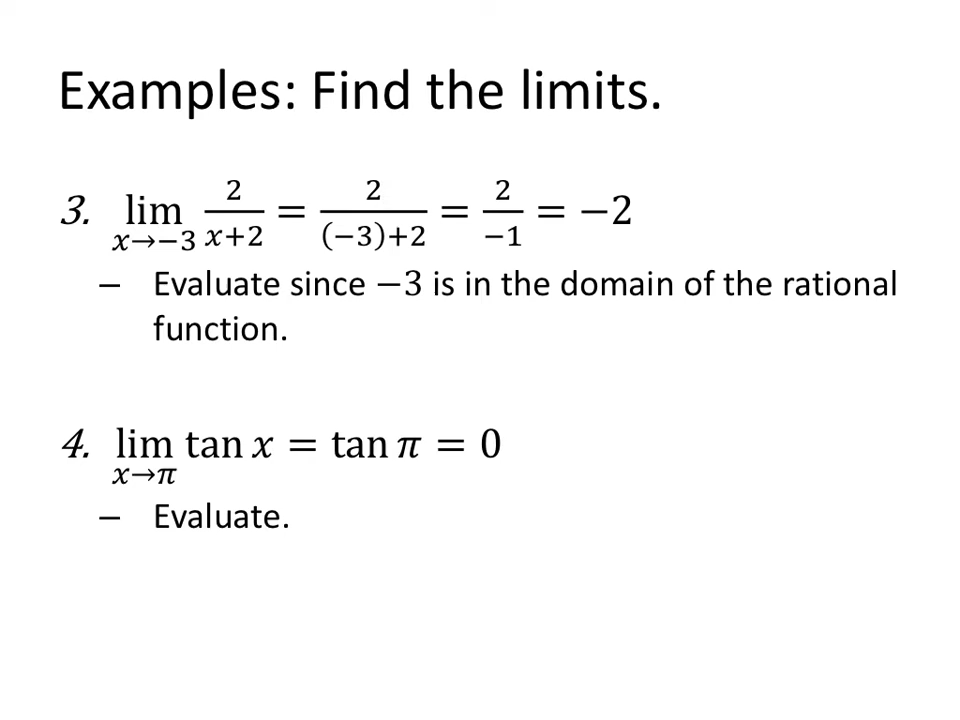 Examples: Find the limits.
3. lim x→−3 2/(x+2) = 2/((−3)+2) = 2/−1 = −2
– Evaluate since −3 is in the domain of the rational
function.
4. lim x→π tan x = tan π = 0
– Evaluate.